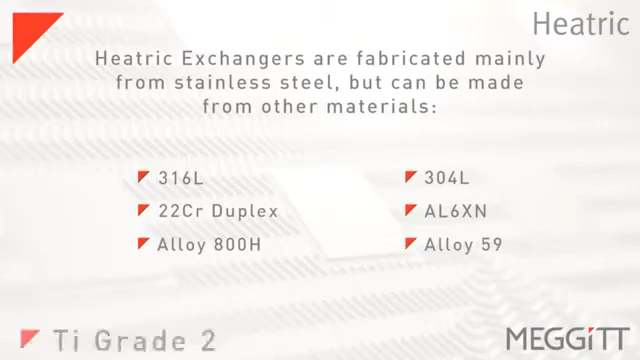 Heatric
Heatric Exchangers are fabricated mainly
from stainless steel, but can be made
from other materials:
316L
304L
22Cr Duplex
AL6XN
Alloy 800H
Alloy 59
Ti Grade 2
MEGGiTT